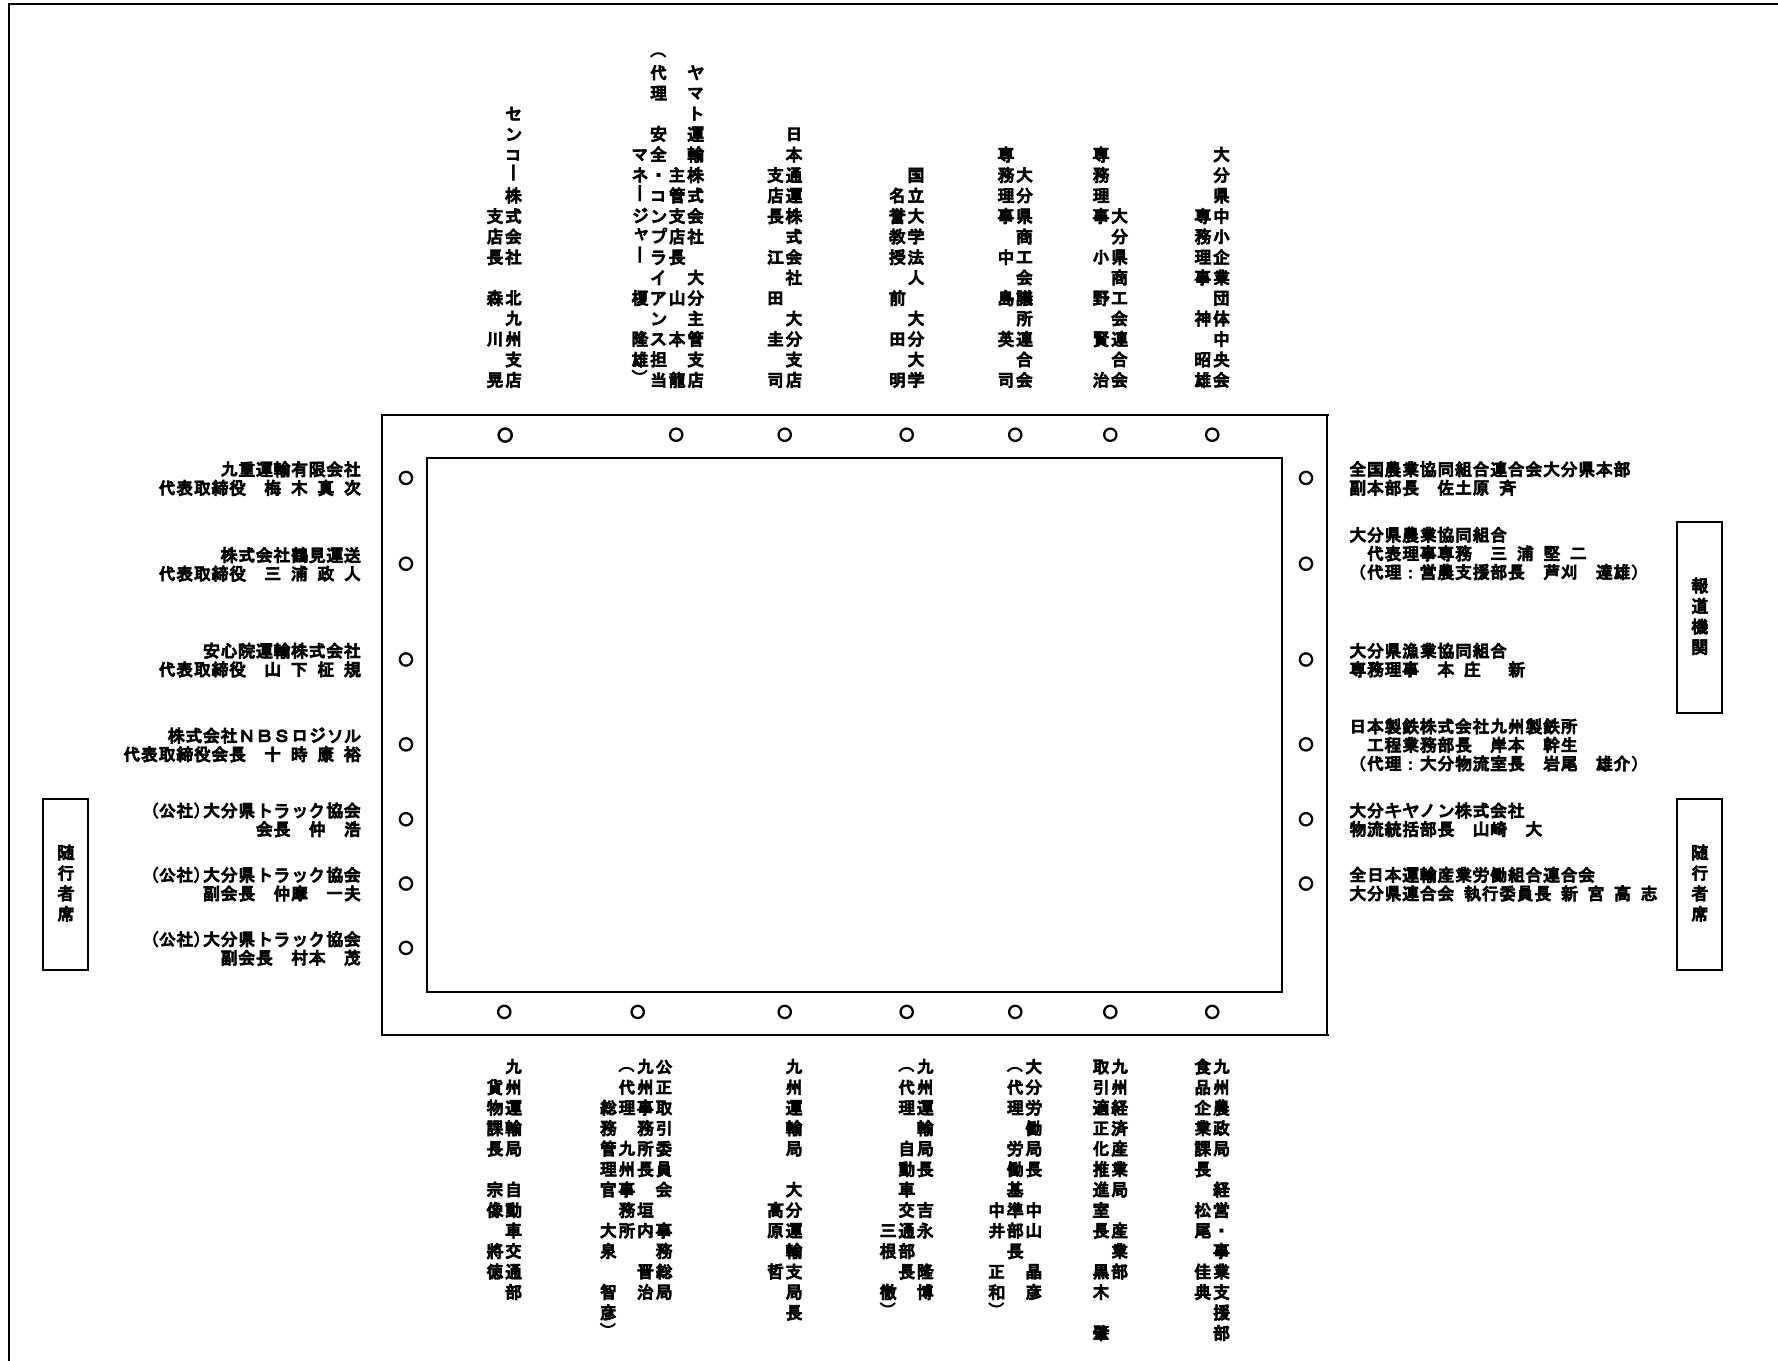 センコー株式会社　北九州支店
支店長　森　川　晃
ヤマト運輸株式会社　大分主管支店
主管支店長　山　本　龍
（代理　安全・コンプライアンス担当
マネージャー　榎　隆雄）
日本通運株式会社　大分支店
支店長　江　田　圭　司
国立大学法人　大分大学
名誉教授　前　田　明
大分県商工会議所連合会
専務理事　中　島　英　司
大分県商工会連合会
専務理事　小　野　賢　治
大分県中小企業団体中央会
専務理事　神　昭雄
九重運輸有限会社
代表取締役　梅 木 真 次
株式会社鶴見運送
代表取締役　三 浦 政 人
安心院運輸株式会社
代表取締役　山 下 柾 規
株式会社ＮＢＳロジソル
代表取締役会長　十 時 康 裕
(公社)大分県トラック協会
会長　仲　浩
(公社)大分県トラック協会
副会長　仲摩　一夫
(公社)大分県トラック協会
副会長　村本　茂
随行者席
全国農業協同組合連合会大分県本部
副本部長　佐土原 斉
大分県農業協同組合
代表理事専務　三 浦 堅 二
（代理：営農支援部長　芦刈　達雄）
大分県漁業協同組合
専務理事　本 庄　新
日本製鉄株式会社九州製鉄所
工程業務部長　岸本　幹生
（代理：大分物流室長　岩尾　雄介）
大分キヤノン株式会社
物流統括部長　山崎　大
全日本運輸産業労働組合連合会
大分県連合会 執行委員長 新 宮 高 志
報道機関
随行者席
九州運輸局　自動車交通部
貨物課長　宗像　將徳
公正取引委員会　事務総局
九州事務所長　垣内　晋治
（代理　九州事務所
総務管理官　大泉　智彦）
九州運輸局　大分運輸支局長
高原　哲
九州運輸局長　吉永　隆博
（代理　自動車交通部長
三根　徹）
大分労働局長　中山　晶彦
（代理　労働基準部長
中井　正和）
九州経済産業局　産業部
取引適正化推進室長　黒木　肇
九州農政局　経営・事業支援部
食品企業課長　松尾　佳典